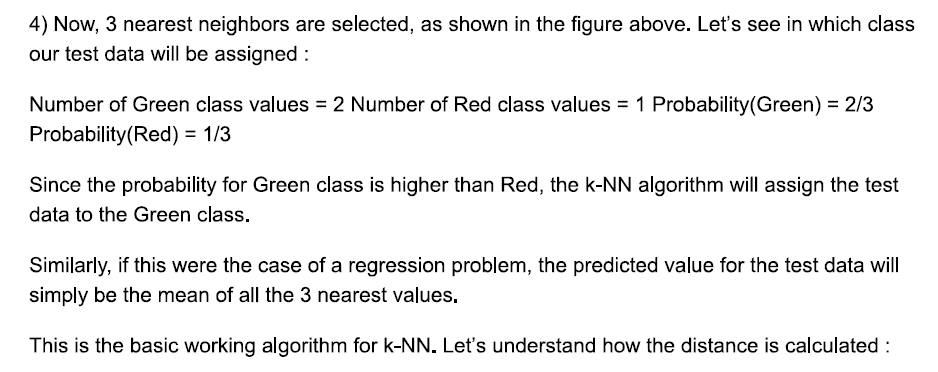 4) Now, 3 nearest neighbors are selected, as shown in the figure above. Let's see in which class
our test data will be assigned :
Number of Green class values = 2 Number of Red class values = 1 Probability(Green) = 2/3
Probability(Red) = 1/3
Since the probability for Green class is higher than Red, the k-NN algorithm will assign the test
data to the Green class.
Similarly, if this were the case of a regression problem, the predicted value for the test data will
simply be the mean of all the 3 nearest values.
This is the basic working algorithm for k-NN. Let's understand how the distance is calculated :